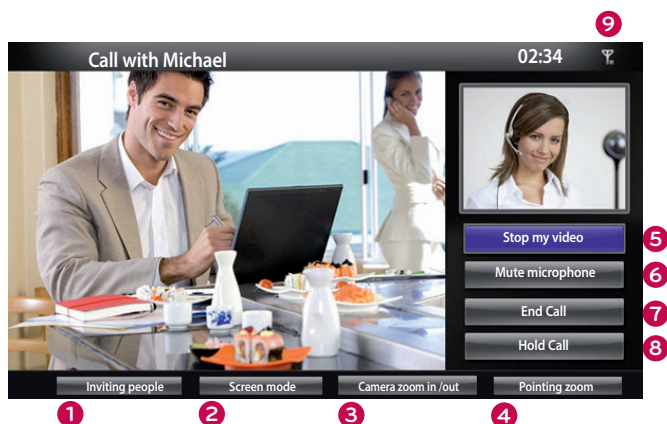 9
Call with Michael 02:34
Stop my video 5
Mute microphone 6
End Call 7
Hold Call 8
Inviting people Screen mode Camera zoom in /out Pointing zoom
1 2 3 4